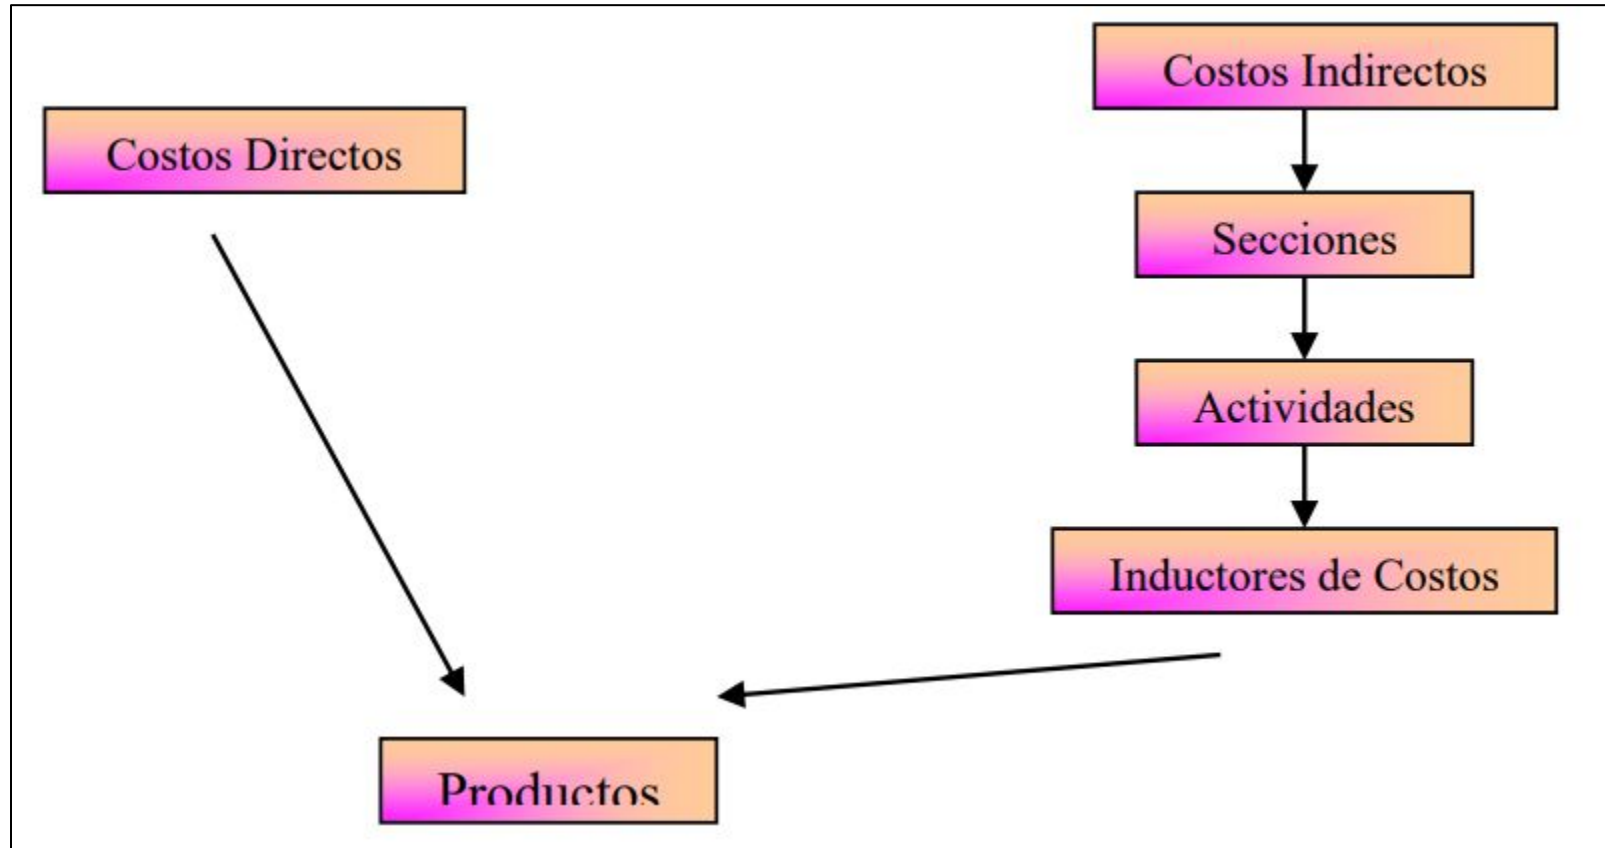 Costos Indirectos
Costos Directos
Secciones
Actividades
Inductores de Costos
Productos